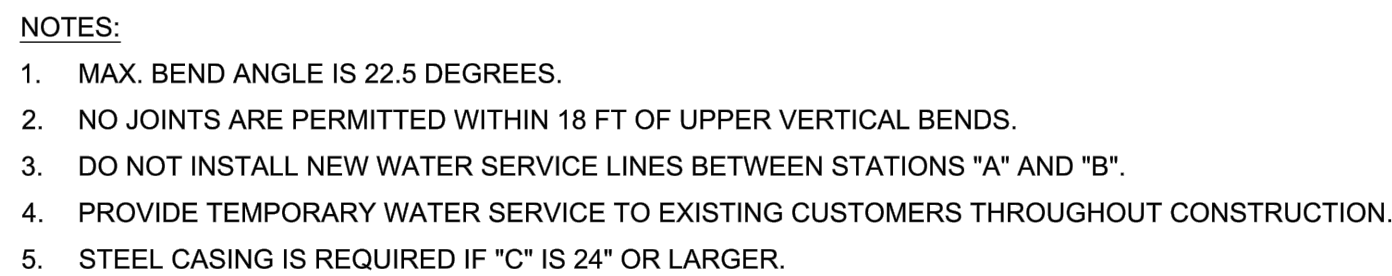 NOTES:
1. MAX. BEND ANGLE IS 22.5 DEGREES.
2. NO JOINTS ARE PERMITTED WITHIN 18 FT OF UPPER VERTICAL BENDS.
3. DO NOT INSTALL NEW WATER SERVICE LINES BETWEEN STATIONS "A" AND "B".
4. PROVIDE TEMPORARY WATER SERVICE TO EXISTING CUSTOMERS THROUGHOUT CONSTRUCTION.
5. STEEL CASING IS REQUIRED IF "C" IS 24" OR LARGER.